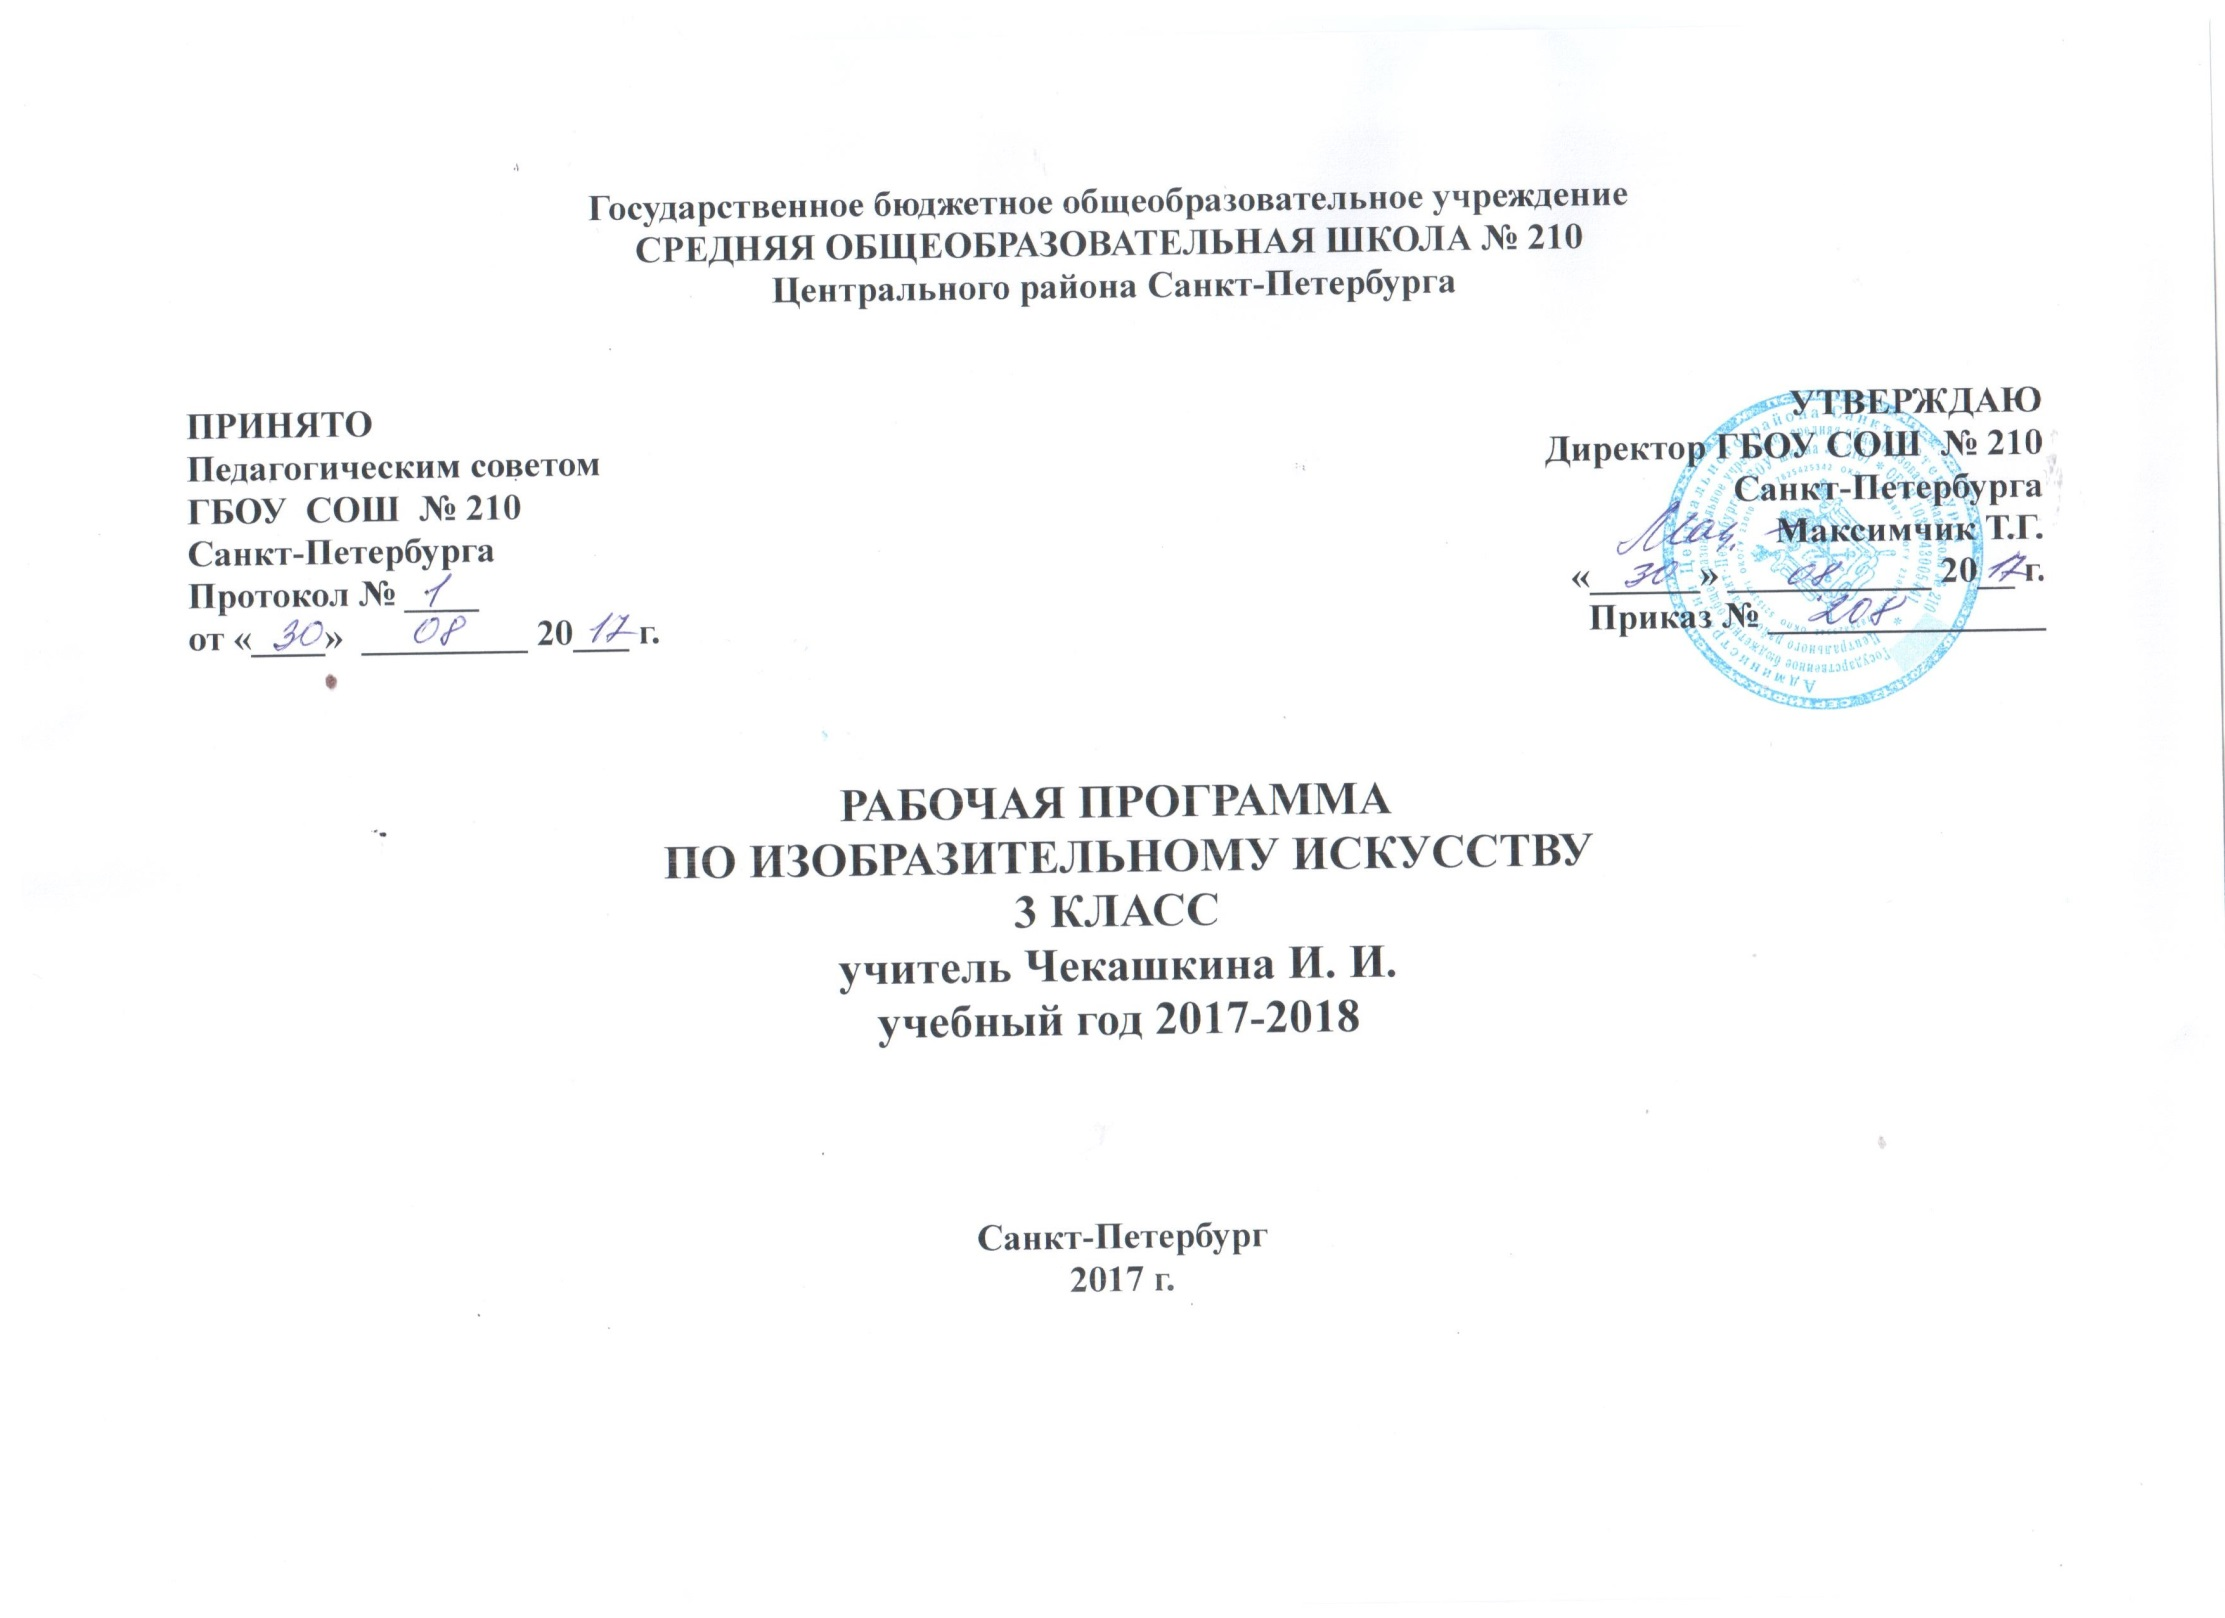 Государственное бюджетное общеобразовательное учреждение
СРЕДНЯЯ ОБЩЕОБРАЗОВАТЕЛЬНАЯ ШКОЛА № 210
Центрального района Санкт-Петербурга
ПРИНЯТО
Педагогическим советом
ГБОУ СОШ № 210
Санкт-Петербурга
Протокол № 1
от «30» 08 2017 г.
УТВЕРЖДАЮ
Директор ГБОУ СОШ № 210
Санкт-Петербурга
Максимчик Т.Г.
«30» 08 2017 г.
Приказ № 208
РАБОЧАЯ ПРОГРАММА
ПО ИЗОБРАЗИТЕЛЬНОМУ ИСКУССТВУ
3 КЛАСС
учитель Чекашкина И. И.
учебный год 2017-2018
Санкт-Петербург
2017 г.